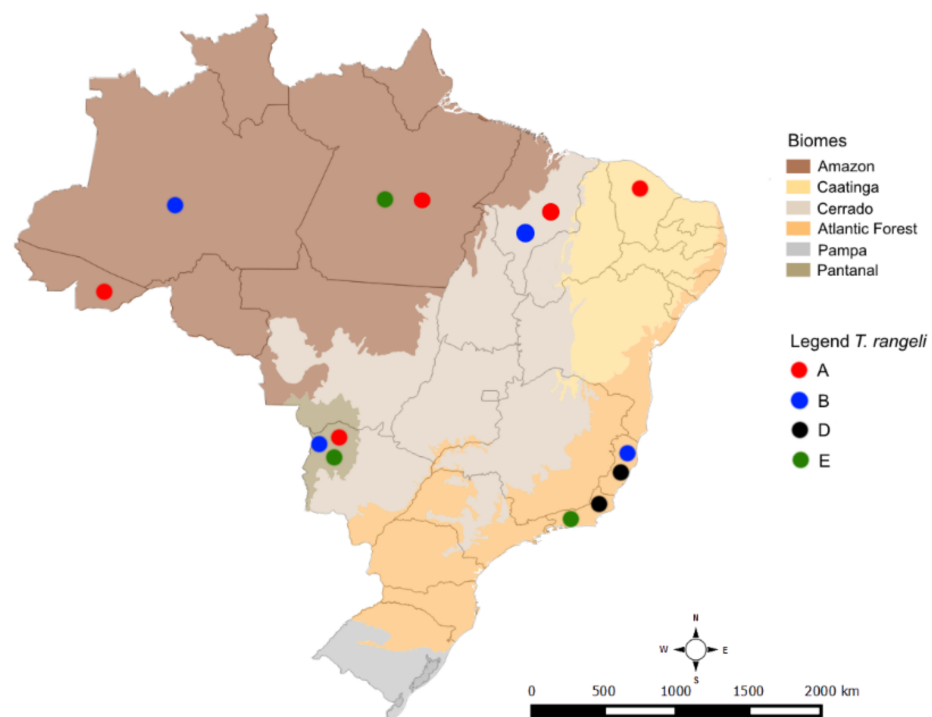 Biomes
Amazon
Caatinga
Cerrado
Atlantic Forest
Pampa
Pantanal
Legend T. rangeli
A
B
D
E
N
W E
S
0 500 1000 1500 2000 km